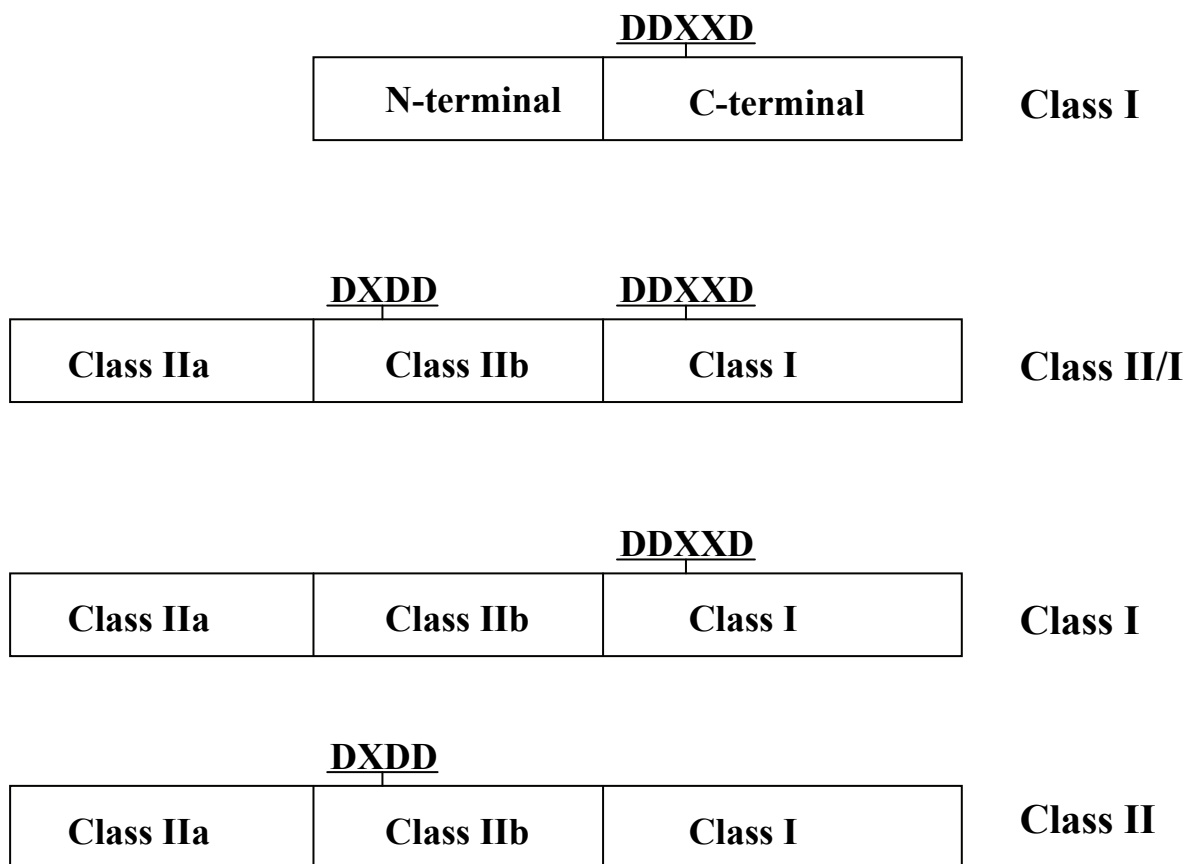 DDXXD
N-terminal C-terminal Class I
DXDD DDXXD
Class IIa Class IIb Class I Class II/I
DDXXD
Class IIa Class IIb Class I Class I
DXDD
Class IIa Class IIb Class I Class II